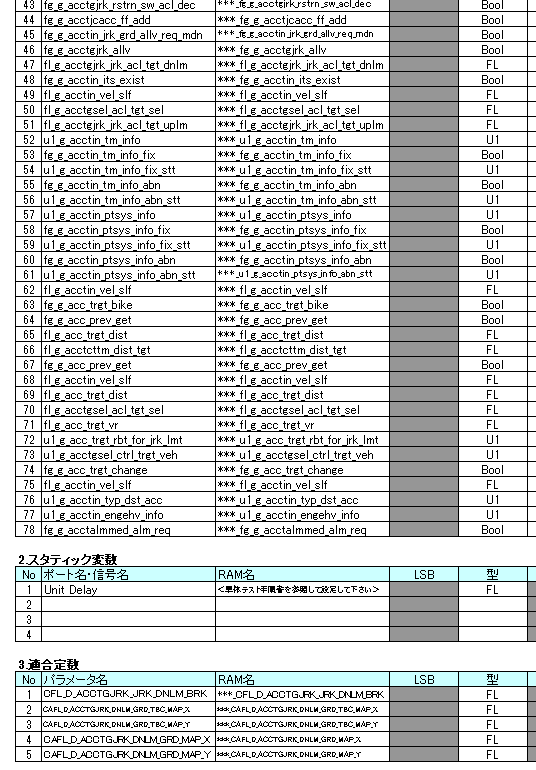 43 fg_g_acctgjrk_rstrn_sw_acl_dec ***_fg_g_acctgjrk_rstrn_sw_acl_dec Bool
44 fg_g_acctjcacc_ff_add ***_fg_g_acctjcacc_ff_add Bool
45 fg_g_acctin_jrk_grd_allv_req_mdn ***_fg_g_acctin_jrk_grd_allv_req_mdn Bool
46 fg_g_acctgjrk_allv ***_fg_g_acctgjrk_allv Bool
47 fl_g_acctgjrk_jrk_acl_tgt_dnlm ***_fl_g_acctgjrk_jrk_acl_tgt_dnlm FL
48 fg_g_acctin_its_exist ***_fg_g_acctin_its_exist Bool
49 fl_g_acctin_vel_slf ***_fl_g_acctin_vel_slf FL
50 fl_g_acctgsel_acl_tgt_sel ***_fl_g_acctgsel_acl_tgt_sel FL
51 fl_g_acctgjrk_jrk_acl_tgt_uplm ***_fl_g_acctgjrk_jrk_acl_tgt_uplm FL
52 u1_g_acctin_tm_info ***_u1_g_acctin_tm_info U1
53 fg_g_acctin_tm_info_fix ***_fg_g_acctin_tm_info_fix Bool
54 u1_g_acctin_tm_info_fix_stt ***_u1_g_acctin_tm_info_fix_stt U1
55 fg_g_acctin_tm_info_abn ***_fg_g_acctin_tm_info_abn Bool
56 u1_g_acctin_tm_info_abn_stt ***_u1_g_acctin_tm_info_abn_stt U1
57 u1_g_acctin_ptsys_info ***_u1_g_acctin_ptsys_info U1
58 fg_g_acctin_ptsys_info_fix ***_fg_g_acctin_ptsys_info_fix Bool
59 u1_g_acctin_ptsys_info_fix_stt ***_u1_g_acctin_ptsys_info_fix_stt U1
60 fg_g_acctin_ptsys_info_abn ***_fg_g_acctin_ptsys_info_abn Bool
61 u1_g_acctin_ptsys_info_abn_stt ***_u1_g_acctin_ptsys_info_abn_stt U1
62 fl_g_acctin_vel_slf ***_fl_g_acctin_vel_slf FL
63 fg_g_acc_trgt_bike ***_fg_g_acc_trgt_bike Bool
64 fg_g_acc_prev_get ***_fg_g_acc_prev_get Bool
65 fl_g_acc_trgt_dist ***_fl_g_acc_trgt_dist FL
66 fl_g_acctcttm_dist_tgt ***_fl_g_acctcttm_dist_tgt FL
67 fg_g_acc_prev_get ***_fg_g_acc_prev_get Bool
68 fl_g_acctin_vel_slf ***_fl_g_acctin_vel_slf FL
69 fl_g_acc_trgt_dist ***_fl_g_acc_trgt_dist FL
70 fl_g_acctgsel_acl_tgt_sel ***_fl_g_acctgsel_acl_tgt_sel FL
71 fl_g_acc_trgt_vr ***_fl_g_acc_trgt_vr FL
72 u1_g_acc_trgt_rbt_for_jrk_lmt ***_u1_g_acc_trgt_rbt_for_jrk_lmt U1
73 u1_g_acctgsel_ctrl_trgt_veh ***_u1_g_acctgsel_ctrl_trgt_veh U1
74 fg_g_acc_trgt_change ***_fg_g_acc_trgt_change Bool
75 fl_g_acctin_vel_slf ***_fl_g_acctin_vel_slf FL
76 u1_g_acctin_typ_dst_acc ***_u1_g_acctin_typ_dst_acc U1
77 u1_g_acctin_engehv_info ***_u1_g_acctin_engehv_info U1
78 fg_g_acctalmmed_alm_req ***_fg_g_acctalmmed_alm_req Bool
2.スタティック変数
No ポート名・信号名 RAM名 LSB 型
1 Unit Delay <単体テスト手順書を参照して設定して下さい> FL
2
3
4
3.適合定数
No パラメータ名 RAM名 LSB 型
1 CFL_D_ACCTGJRK_JRK_DNLM_BRK ***_CFL_D_ACCTGJRK_JRK_DNLM_BRK FL
2 CAFL_D_ACCTGJRK_DNLM_GRD_TBC_MAP_X ***_CAFL_D_ACCTGJRK_DNLM_GRD_TBC_MAP_X FL
3 CAFL_D_ACCTGJRK_DNLM_GRD_TBC_MAP_Y ***_CAFL_D_ACCTGJRK_DNLM_GRD_TBC_MAP_Y FL
4 CAFL_D_ACCTGJRK_DNLM_GRD_MAP_X ***_CAFL_D_ACCTGJRK_DNLM_GRD_MAP_X FL
5 CAFL_D_ACCTGJRK_DNLM_GRD_MAP_Y ***_CAFL_D_ACCTGJRK_DNLM_GRD_MAP_Y FL